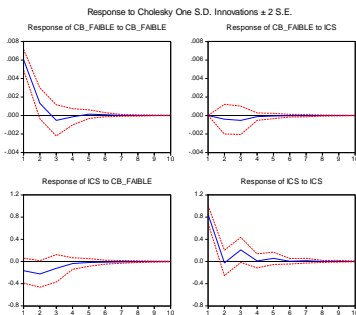 Response to Cholesky One S.D. Innovations ± 2 S.E.
Response of CB_FAIBLE to CB_FAIBLE
Response of CB_FAIBLE to ICS
.008
.006
.004
.002
.000
-.002
-.004
1 2 3 4 5 6 7 8 9 10
.008
.006
.004
.002
.000
-.002
-.004
1 2 3 4 5 6 7 8 9 10
Response of ICS to CB_FAIBLE
Response of ICS to ICS
1.2
0.8
0.4
0.0
-0.4
-0.8
1 2 3 4 5 6 7 8 9 10
1.2
0.8
0.4
0.0
-0.4
-0.8
1 2 3 4 5 6 7 8 9 10